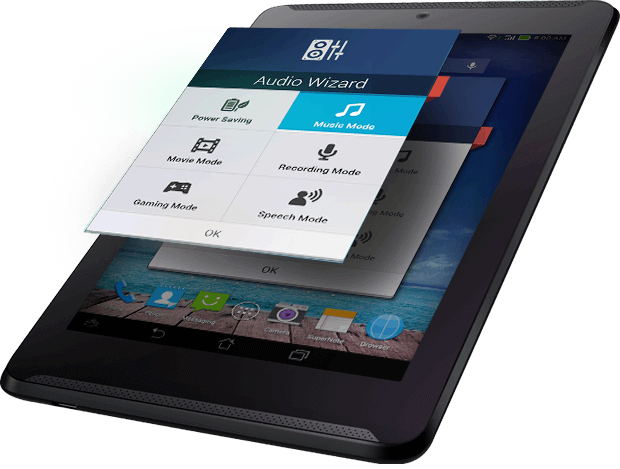 Audio Wizard
Power Saving
Music Mode
Movie Mode
Recording Mode
Gaming Mode
Speech Mode
OK
OK
Messaging
Camera
SuperNote
Browser